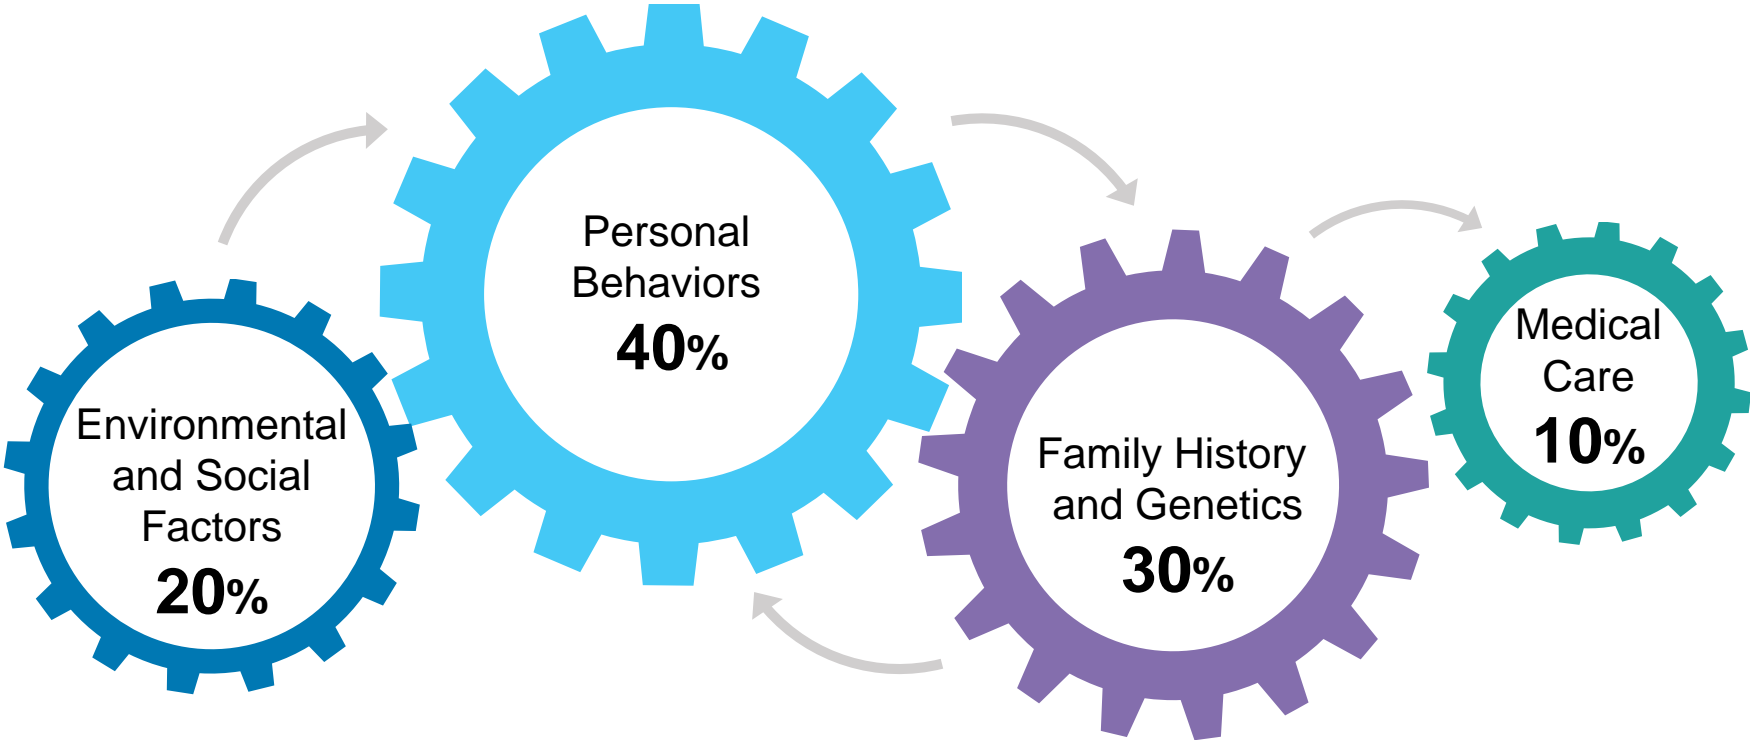 Personal
Behaviors
40%
Environmental
and Social
Factors
20%
Family History
and Genetics
30%
Medical
Care
10%